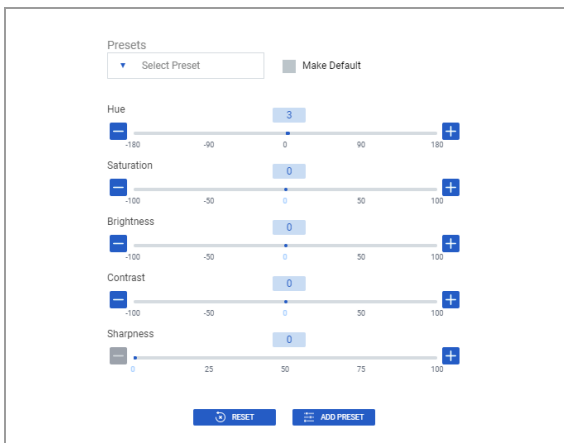 Presets
Select Preset
Make Default
Hue
3
-180 -90 0 90 180
Saturation
0
-100 -50 0 50 100
Brightness
0
-100 -50 0 50 100
Contrast
0
-100 -50 0 50 100
Sharpness
0
0 25 50 75 100
RESET ADD PRESET